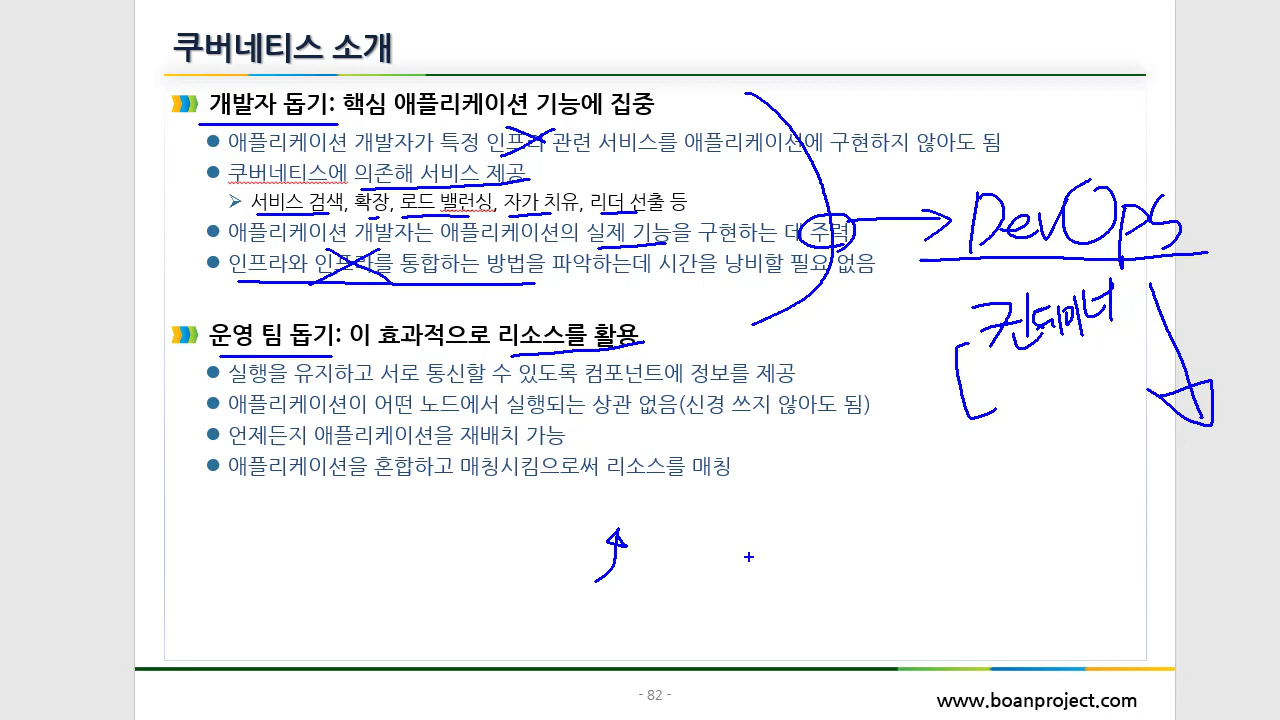 쿠버네티스 소개
개발자 돕기: 핵심 애플리케이션 기능에 집중
애플리케이션 개발자가 특정 인프라 관련 서비스를 애플리케이션에 구현하지 않아도 됨
쿠버네티스에 의존해 서비스 제공
서비스 검색, 확장, 로드 밸런싱, 자가 치유, 리더 선출 등
애플리케이션 개발자는 애플리케이션의 실제 기능을 구현하는 데 주력
인프라와 인프라를 통합하는 방법을 파악하는데 시간을 낭비할 필요 없음
DevOps
컨테이너
운영 팀 돕기: 이 효과적으로 리소스를 활용
실행을 유지하고 서로 통신할 수 있도록 컴포넌트에 정보를 제공
애플리케이션이 어떤 노드에서 실행되는 상관 없음(신경 쓰지 않아도 됨)
언제든지 애플리케이션을 재배치 가능
애플리케이션을 혼합하고 매칭시킴으로써 리소스를 매칭
- 82 -
www.boanproject.com